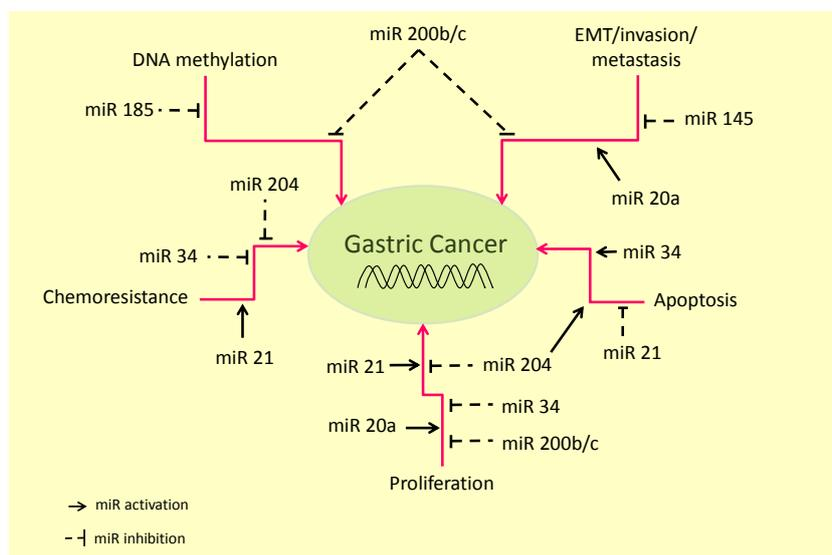 miR 200b/c
EMT/invasion/
metastasis
DNA methylation
miR 185
miR 145
miR 204
miR 20a
Gastric Cancer
miR 34
miR 34
Chemoresistance
Apoptosis
miR 21
miR 21
miR 21
miR 204
miR 34
miR 20a
miR 200b/c
Proliferation
miR activation
miR inhibition